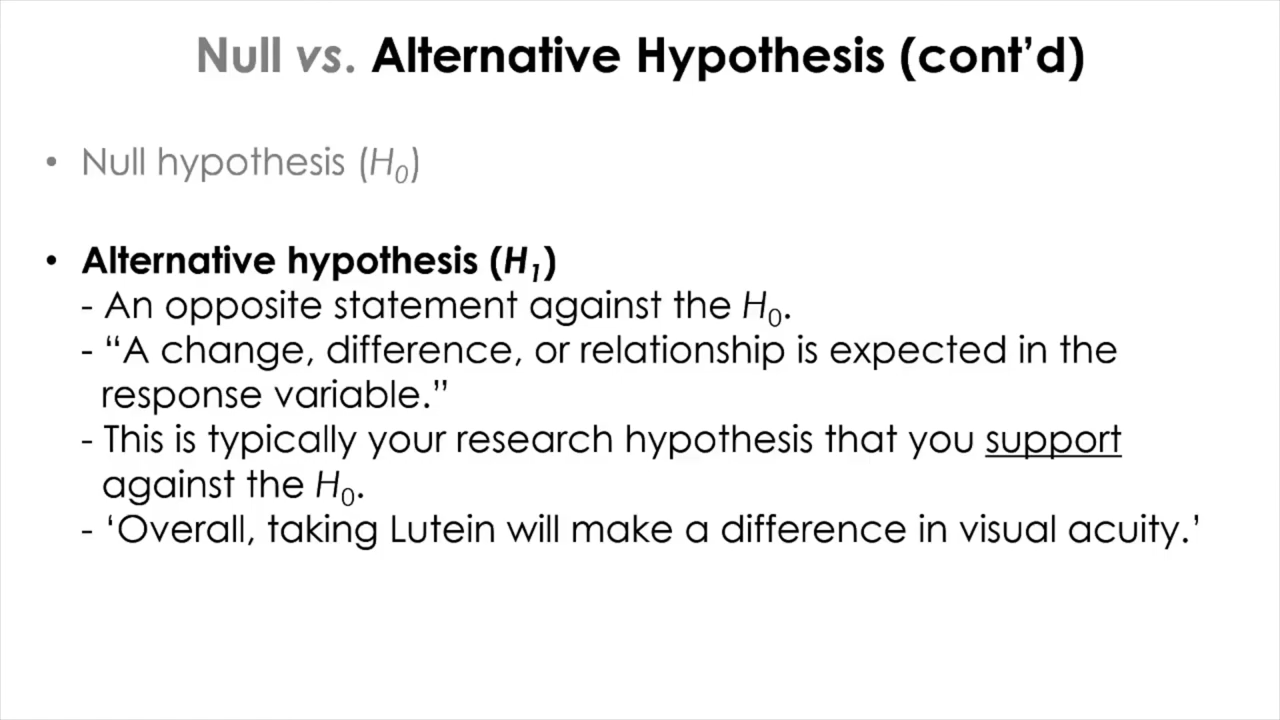 Null vs. Alternative Hypothesis (cont’d)
• Null hypothesis (H₀)
• Alternative hypothesis (H₁)
- An opposite statement against the H₀.
- “A change, difference, or relationship is expected in the
response variable.”
- This is typically your research hypothesis that you support
against the H₀.
- ‘Overall, taking Lutein will make a difference in visual acuity.’